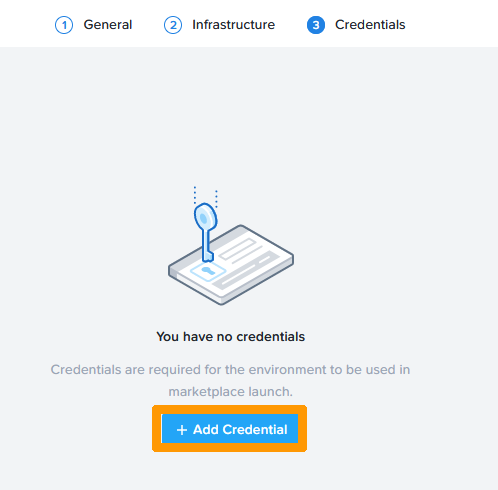 1 General 2 Infrastructure 3 Credentials
You have no credentials
Credentials are required for the environment to be used in
marketplace launch.
+ Add Credential